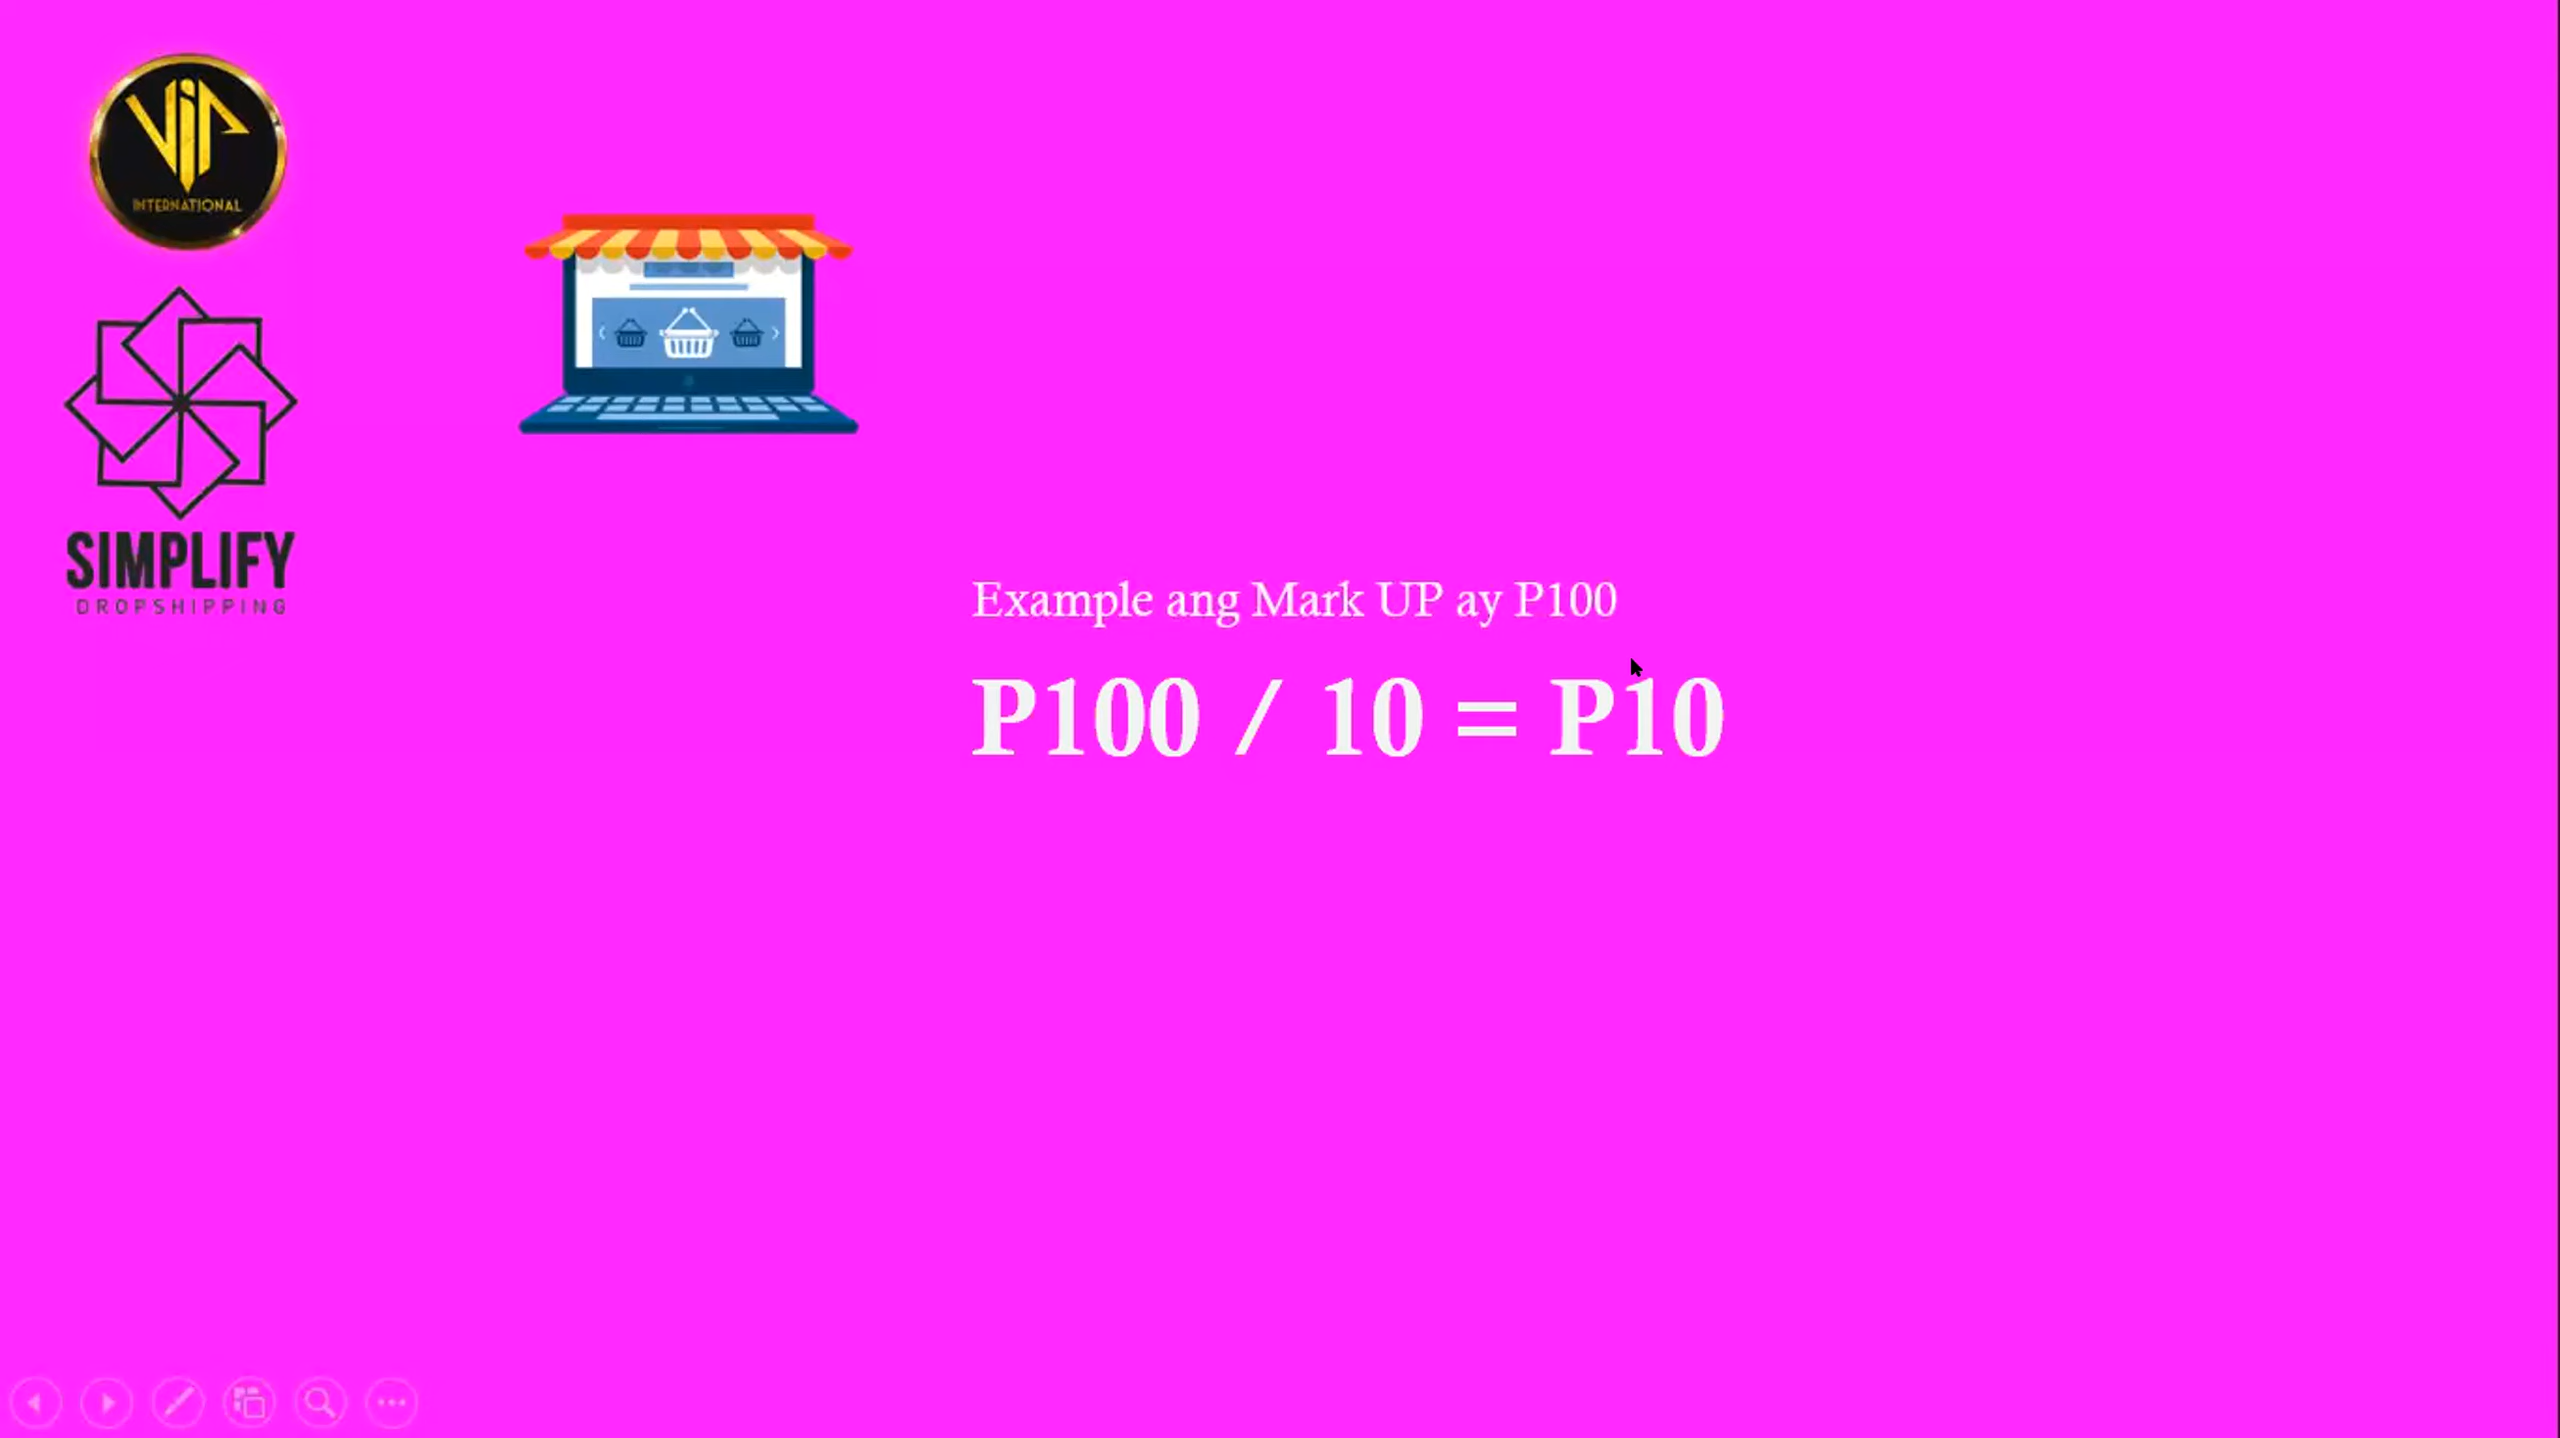 ViP
INTERNATIONAL
SIMPLIFY
DROPSHIPPING
Example ang Mark UP ay P100
P100 / 10 = P10